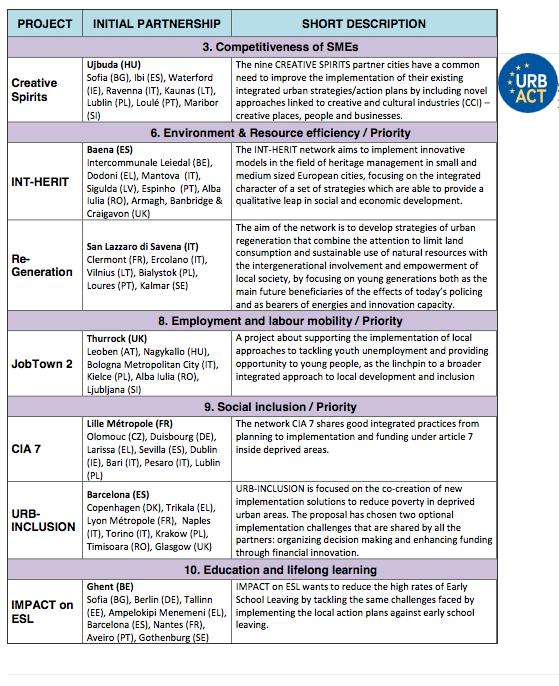 PROJECT INITIAL PARTNERSHIP SHORT DESCRIPTION
3. Competitiveness of SMEs
Creative
Spirits
Ujbuda (HU)
Sofia (BG), Ibi (ES), Waterford
(IE), Ravenna (IT), Kaunas (LT),
Lublin (PL), Loulé (PT), Maribor
(SI)
The nine CREATIVE SPIRITS partner cities have a common
need to improve the implementation of their existing
integrated urban strategies/action plans by including novel
approaches linked to creative and cultural industries (CCI) –
creative places, people and businesses.
URB
ACT
6. Environment & Resource efficiency / Priority
INT-HERIT
Baena (ES)
Intercommunale Leiedal (BE),
Dodoni (EL), Mantova (IT),
Sigulda (LV), Espinho (PT), Alba
Iulia (RO), Armagh, Banbridge &
Craigavon (UK)
The INT-HERIT network aims to implement innovative
models in the field of heritage management in small and
medium sized European cities, focusing on the integrated
character of a set of strategies which are able to provide a
qualitative leap in social and economic development.
Re-
Generation
San Lazzaro di Savena (IT)
Clermont (FR), Ercolano (IT),
Vilnius (LT), Bialystok (PL),
Loures (PT), Kalmar (SE)
The aim of the network is to develop strategies of urban
regeneration that combine the attention to limit land
consumption and sustainable use of natural resources with
the intergenerational involvement and empowerment of
local society, by focusing on young generations both as the
main future beneficiaries of the effects of today's policing
and as bearers of energies and innovation capacity.
8. Employment and labour mobility / Priority
JobTown 2
Thurrock (UK)
Leoben (AT), Nagykallo (HU),
Bologna Metropolitan City (IT),
Kielce (PL), Alba Iulia (RO),
Ljubljana (SI)
A project about supporting the implementation of local
approaches to tackling youth unemployment and providing
opportunity to young people, as the linchpin to a broader
integrated approach to local development and inclusion
9. Social inclusion / Priority
CIA 7
Lille Métropole (FR)
Olomouc (CZ), Duisbourg (DE),
Larissa (EL), Sevilla (ES), Dublin
(IE), Bari (IT), Pesaro (IT), Lublin
(PL)
The network CIA 7 shares good integrated practices from
planning to implementation and funding under article 7
inside deprived areas.
URB-
INCLUSION
Barcelona (ES)
Copenhagen (DK), Trikala (EL),
Lyon Métropole (FR), Naples
(IT), Torino (IT), Krakow (PL),
Timisoara (RO), Glasgow (UK)
URB-INCLUSION is focused on the co-creation of new
implementation solutions to reduce poverty in deprived
urban areas. The proposal has chosen two optional
implementation challenges that are shared by all the
partners: organizing decision making and enhancing funding
through financial innovation.
10. Education and lifelong learning
IMPACT on
ESL
Ghent (BE)
Sofia (BG), Berlin (DE), Tallinn
(EE), Ampelokipi Menemeni (EL),
Barcelona (ES), Nantes (FR),
Aveiro (PT), Gothenburg (SE)
IMPACT on ESL wants to reduce the high rates of Early
School Leaving by tackling the same challenges faced by
implementing the local action plans against early school
leaving.